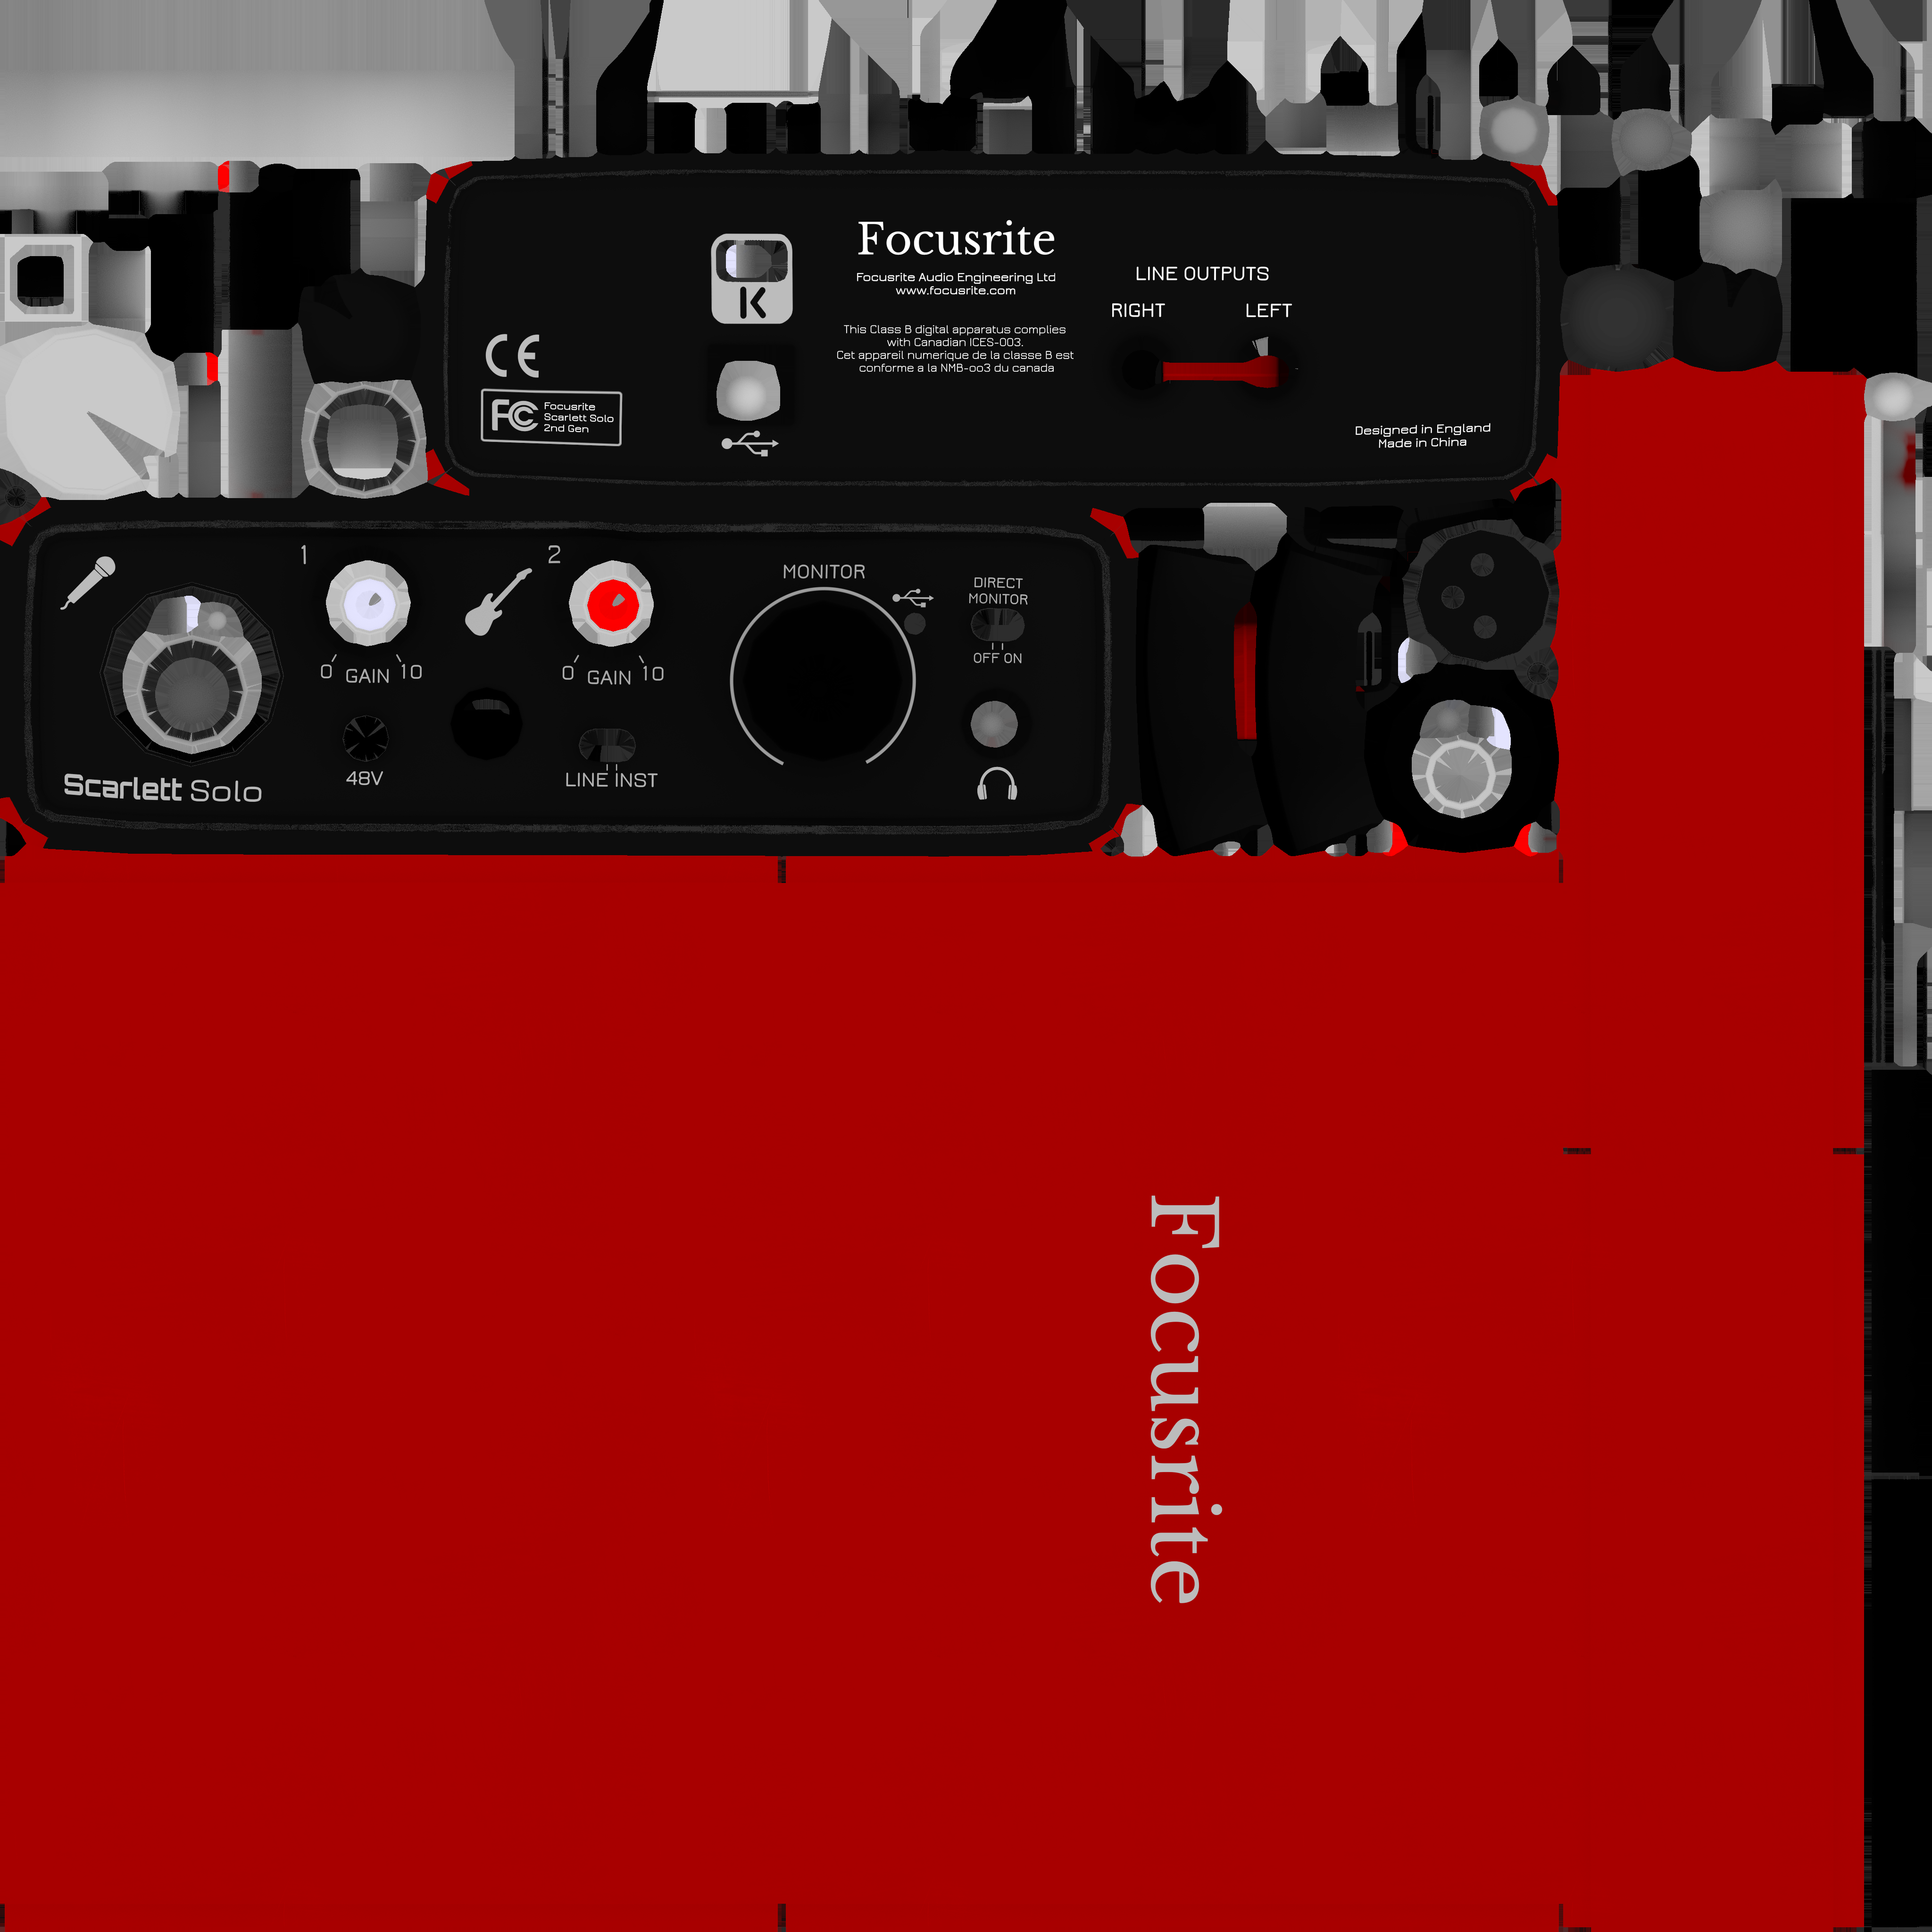 Focusrite
Focusrite Audio Engineering Ltd
www.focusrite.com
This Class B digital apparatus complies
with Canadian ICES-003.
Cet appareil numerique de la classe B est
conforme a la NMB-oo3 du canada
LINE OUTPUTS
RIGHT LEFT
K
CE
FC
Focusrite
Scarlett Solo
2nd Gen
Designed in England
Made in China
1
0 GAIN 10
48V
2
0 GAIN 10
LINE INST
MONITOR
DIRECT
MONITOR
OFF ON
Scarlett Solo
Focusrite